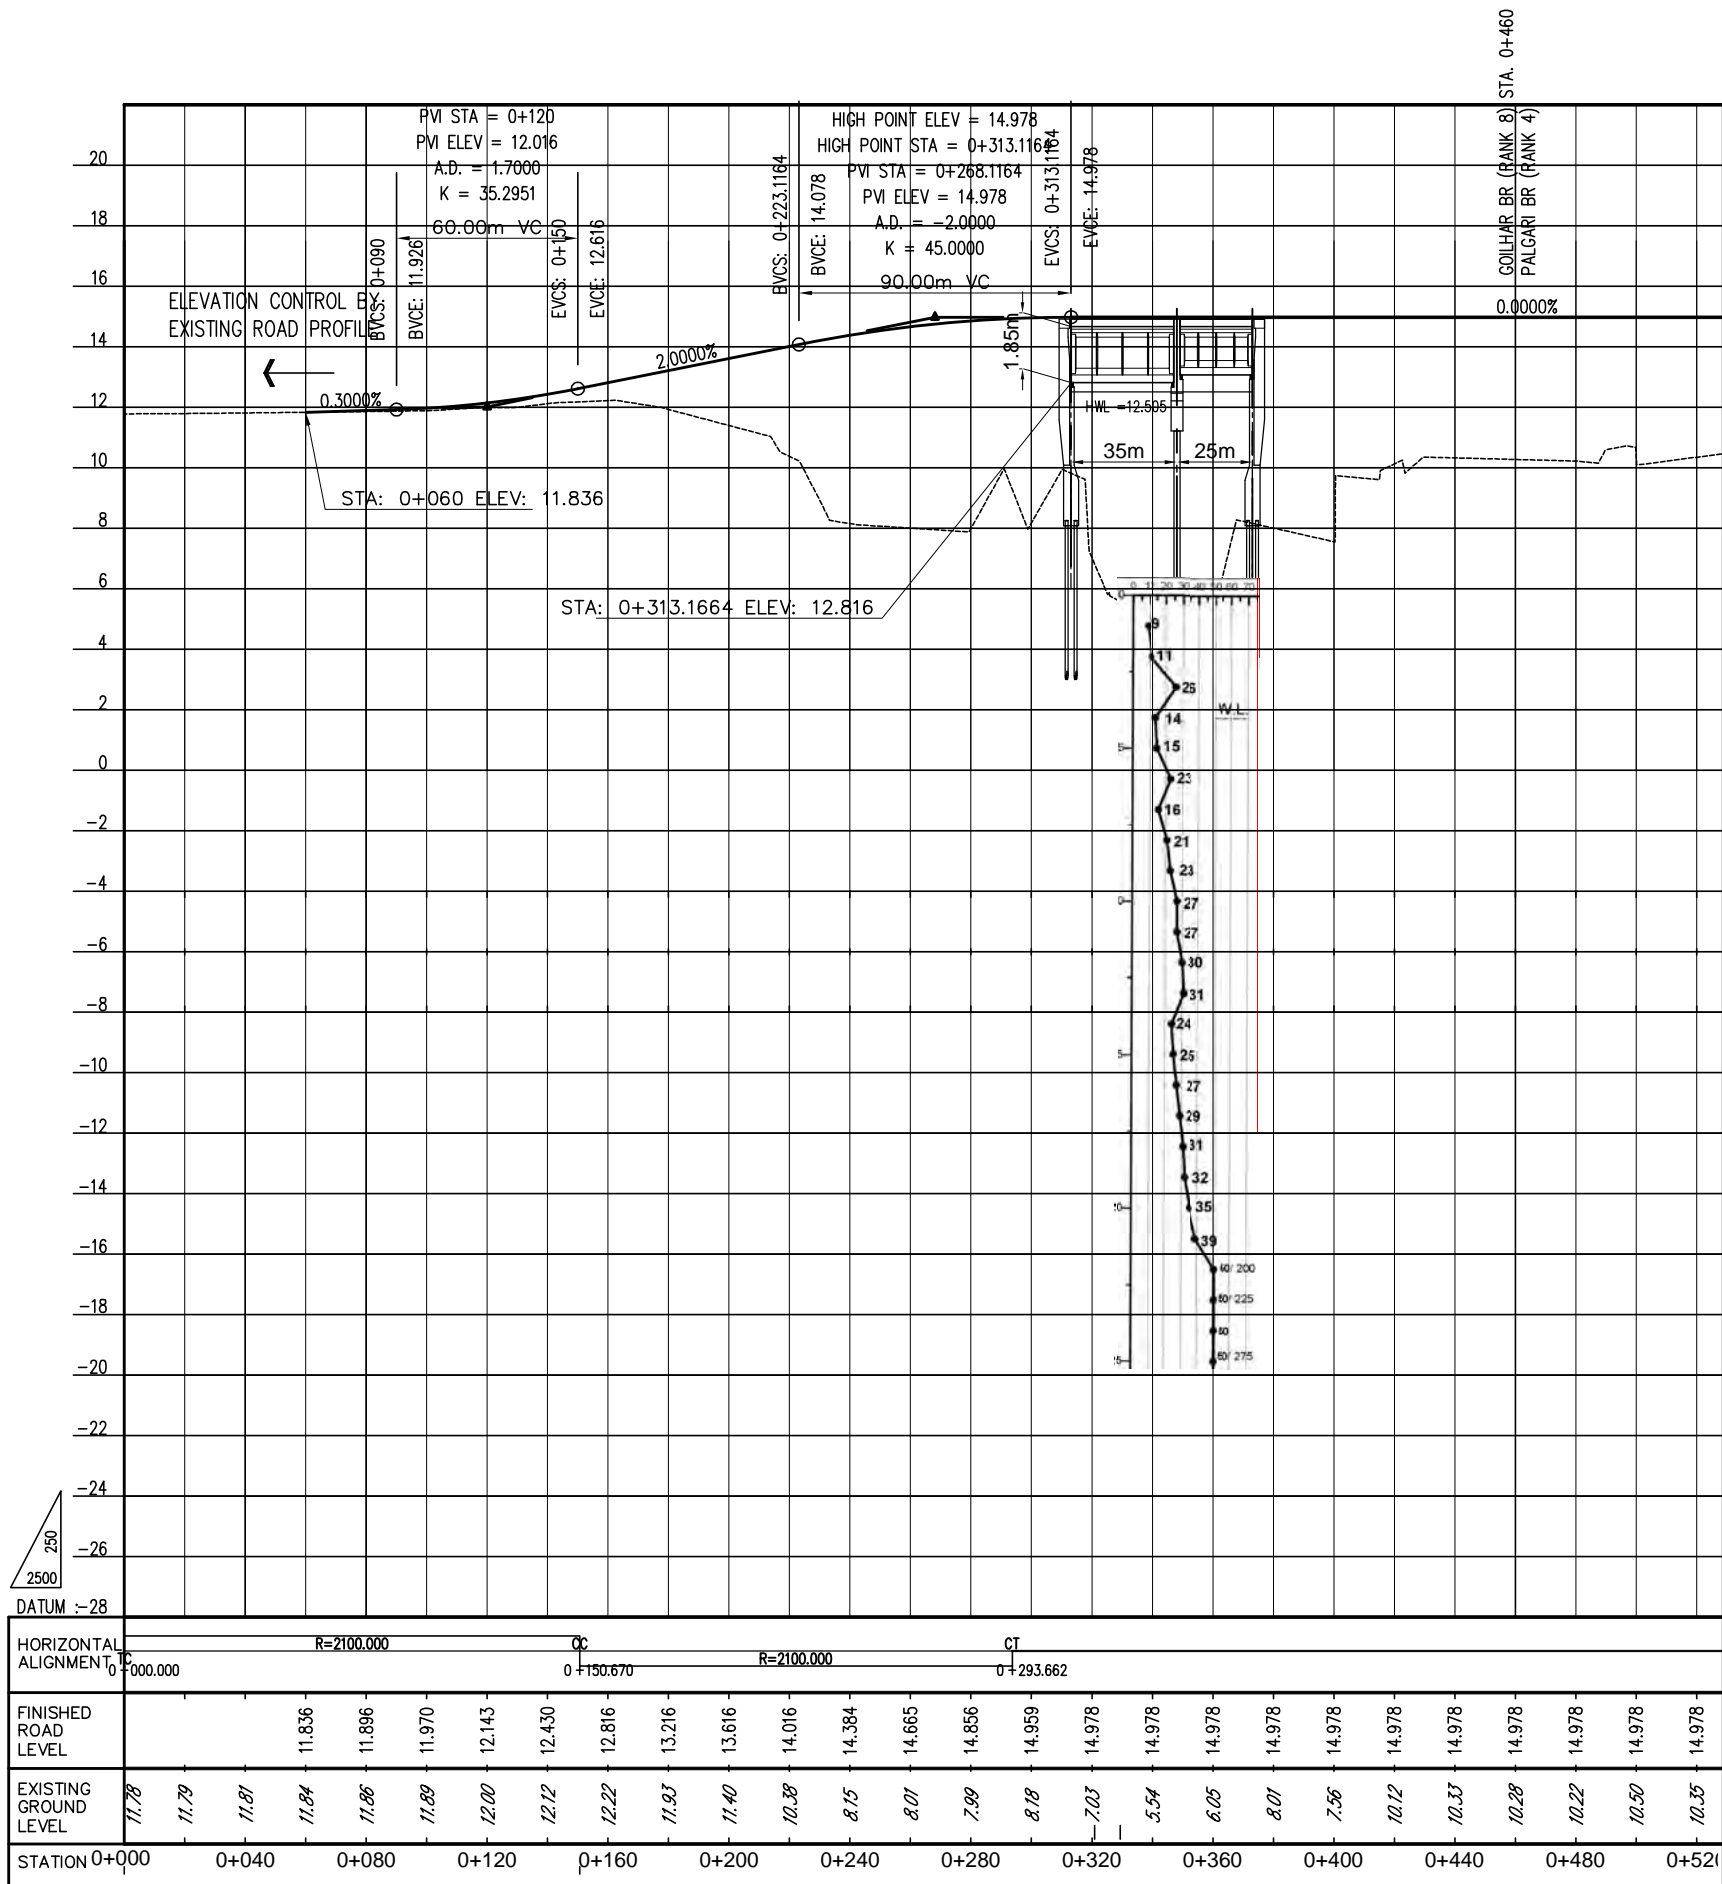 GOILHAR BR (RANK 8) STA. 0+460
PALGARI BR (RANK 4)
PVI STA = 0+120
PVI ELEV = 12.016
A.D. = 1.7000
K = 35.2951
60.00m VC
BVCS: 0+090
BVCE: 11.926
EVCS: 0+150
EVCE: 12.616
HIGH POINT ELEV = 14.978
HIGH POINT STA = 0+313.1164
PVI STA = 0+268.1164
PVI ELEV = 14.978
A.D. = -2.0000
K = 45.0000
90.00m VC
BVCS: 0+223.1164
BVCE: 14.078
EVCS: 0+313.1164
EVCE: 14.978
ELEVATION CONTROL BY
EXISTING ROAD PROFILE
0.3000%
2.0000%
0.0000%
1.85m
HWL =12.505
35m
25m
STA: 0+060 ELEV: 11.836
STA: 0+313.1664 ELEV: 12.816
20
18
16
14
12
10
8
6
4
2
0
-2
-4
-6
-8
-10
-12
-14
-16
-18
-20
-22
-24
-26
DATUM :-28
250
2500
9
11
26
14
W.L.
15
23
16
21
23
27
27
30
31
24
25
27
29
31
32
35
39
60/ 200
60/ 225
60
60/ 275
HORIZONTAL
ALIGNMENT
TC
0 +000.000
R=2100.000
CC
0 +150.670
R=2100.000
CT
0 +293.662
FINISHED
ROAD
LEVEL
11.836 11.896 11.970 12.143 12.430 12.816 13.216 13.616 14.016 14.384 14.665 14.856 14.959 14.978 14.978 14.978 14.978 14.978 14.978 14.978 14.978 14.978 14.978 14.978
EXISTING
GROUND
LEVEL
11.78 11.79 11.81 11.84 11.86 11.89 12.00 12.12 12.22 11.93 11.40 10.38 8.15 8.01 7.99 8.18 7.03 5.54 6.05 8.01 7.56 10.12 10.33 10.28 10.22 10.50 10.35
STATION 0+000 0+040 0+080 0+120 0+160 0+200 0+240 0+280 0+320 0+360 0+400 0+440 0+480